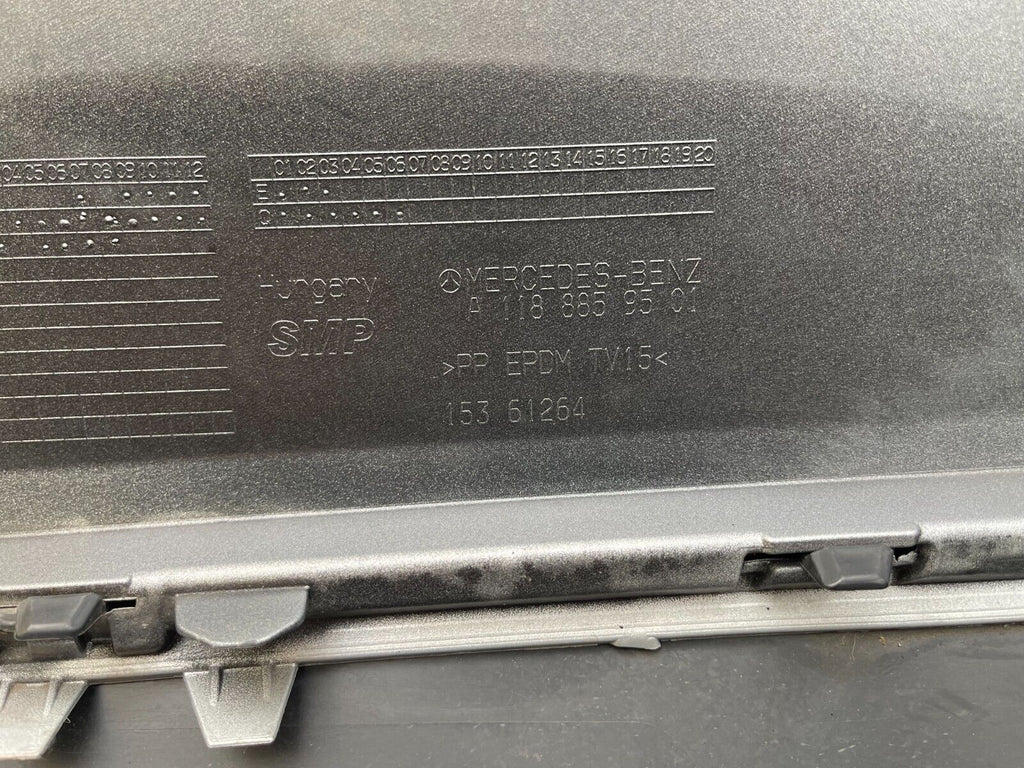 04 05 06 07 08 09 10 11 12
01 02 03 04 05 06 07 08 09 10 11 12 13 14 15 16 17 18 19 20
E
C
Hungary
SMP
MERCEDES-BENZ
A 118 885 95 01
>PP EPDM TV15<
153 61264